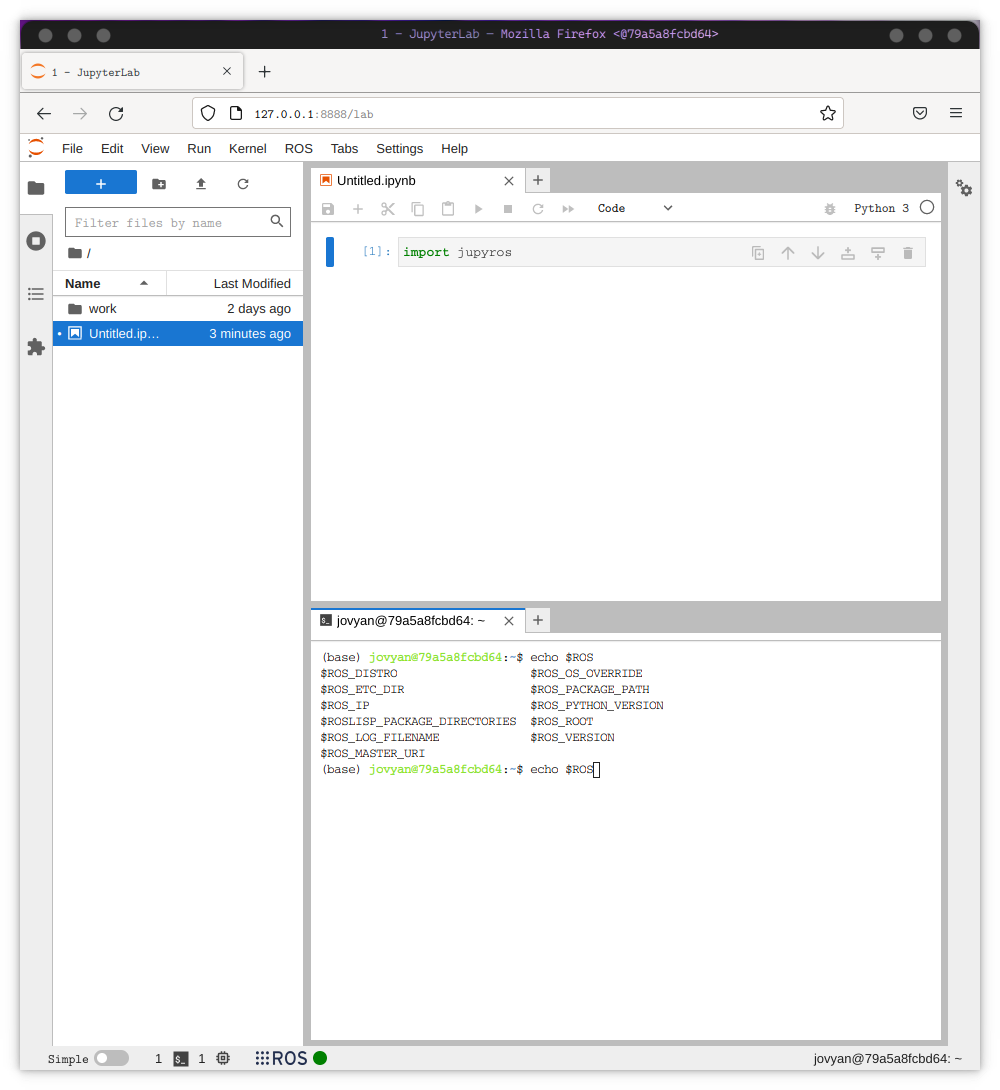 1 – JupyterLab — Mozilla Firefox <@79a5a8fcbd64>
1 - JupyterLab
127.0.0.1:8888/lab
File Edit View Run Kernel ROS Tabs Settings Help
Filter files by name
/
Name Last Modified
work 2 days ago
Untitled.ip… 3 minutes ago
Untitled.ipynb
Code Python 3
[1]: import jupyros
jovyan@79a5a8fcbd64: ~
(base) jovyan@79a5a8fcbd64:~$ echo $ROS
$ROS_DISTRO $ROS_OS_OVERRIDE
$ROS_ETC_DIR $ROS_PACKAGE_PATH
$ROS_IP $ROS_PYTHON_VERSION
$ROSLISP_PACKAGE_DIRECTORIES $ROS_ROOT
$ROS_LOG_FILENAME $ROS_VERSION
$ROS_MASTER_URI
(base) jovyan@79a5a8fcbd64:~$ echo $ROS
Simple 1 $_ 1 ROS jovyan@79a5a8fcbd64: ~